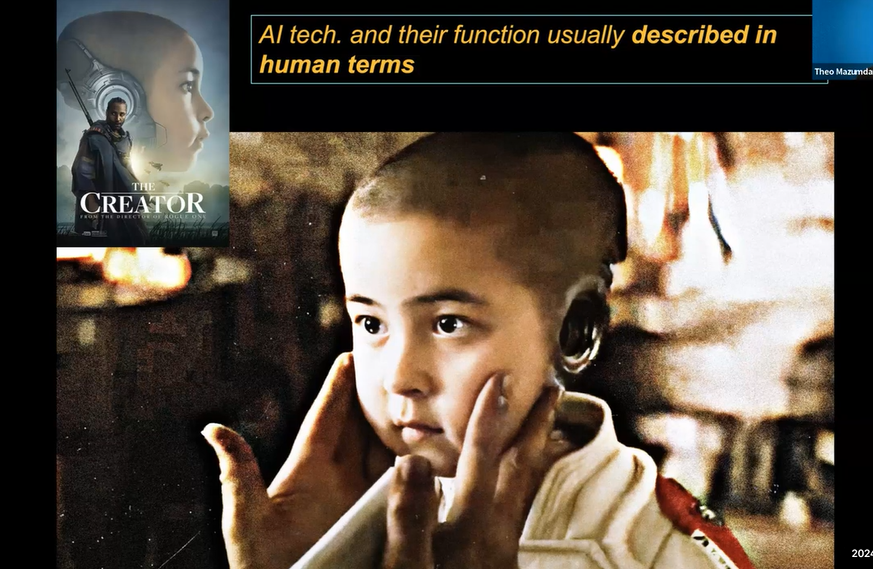 AI tech. and their function usually described in
human terms
Theo Mazumda
THE
CREATOR
FROM THE DIRECTOR OF ROGUE ONE
2024